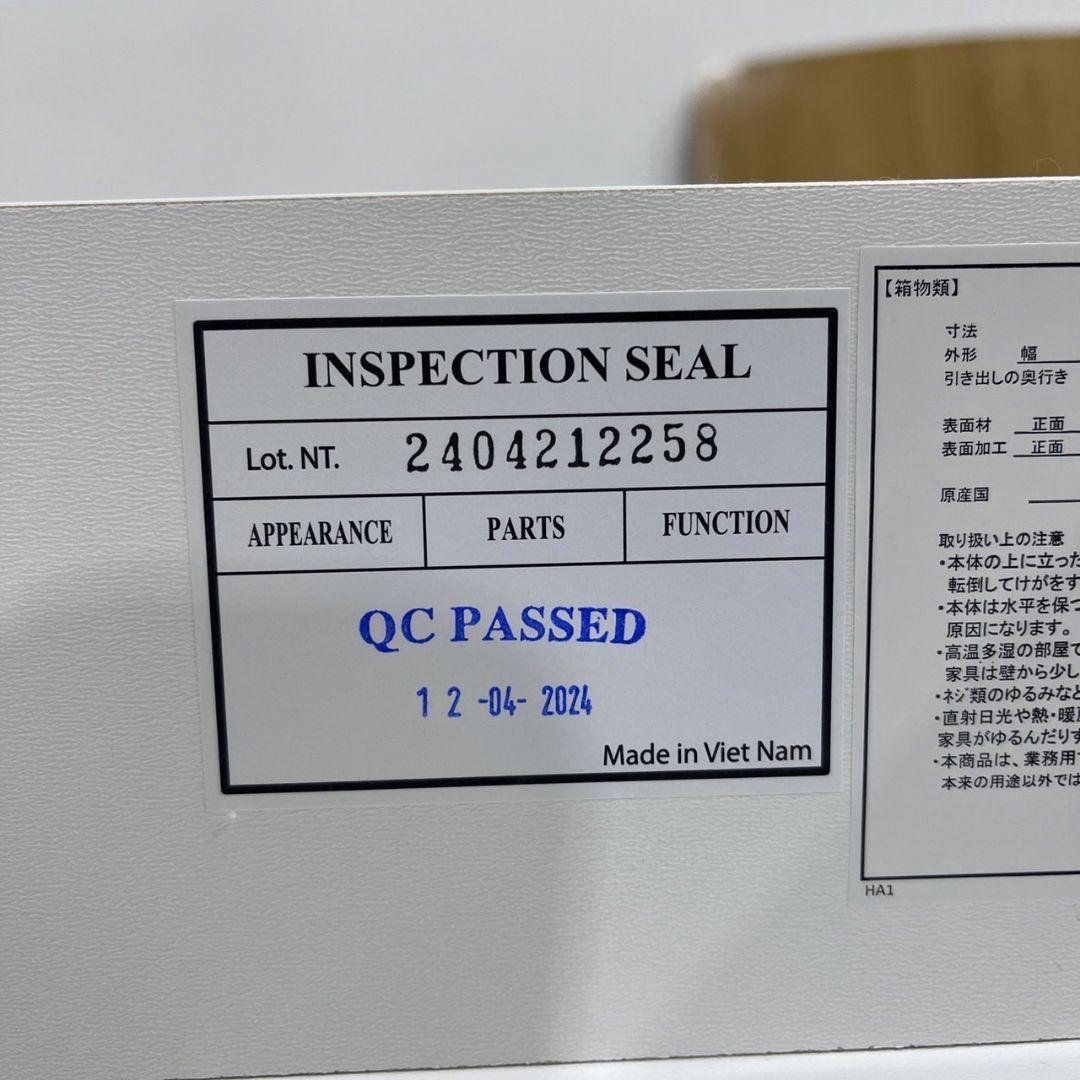 INSPECTION SEAL
Lot. NT. 2404212258
APPEARANCE PARTS FUNCTION
QC PASSED
12-04-2024
Made in Viet Nam
【箱物類】
寸法
外形 幅
引き出しの奥行き
表面材 正面
表面加工 正面
原産国
取り扱い上の注意
・本体の上に立った
転倒してけがをす
・本体は水平を保つ
原因になります。
・高温多湿の部屋で
家具は壁から少し
・ネジ類のゆるみなど
・直射日光や熱・暖
家具がゆるんだりす
・本商品は、業務用で
本来の用途以外では
HA1